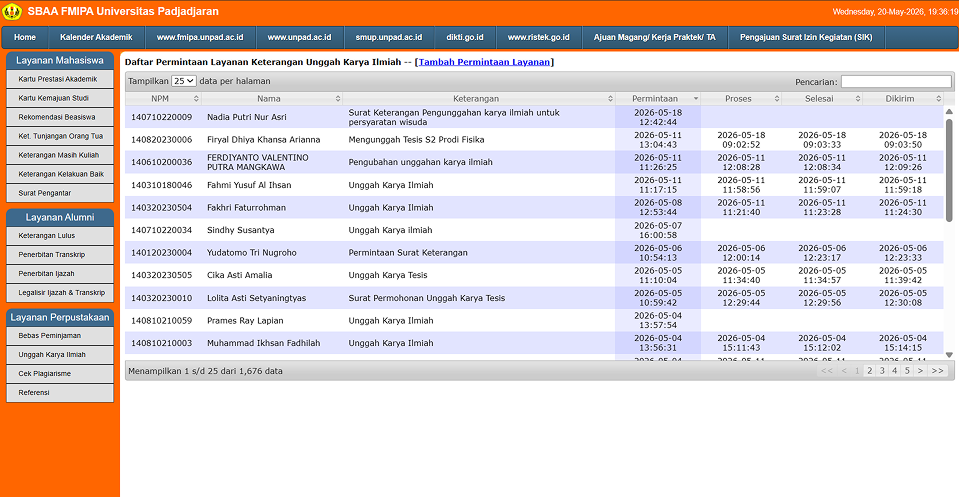 SBAA FMIPA Universitas Padjadjaran
Wednesday, 20-May-2026, 19:36:19
Home Kalender Akademik www.fmipa.unpad.ac.id www.unpad.ac.id smup.unpad.ac.id dikti.go.id www.ristek.go.id Ajuan Magang/ Kerja Praktek/ TA Pengajuan Surat Izin Kegiatan (SIK)
Layanan Mahasiswa
Kartu Prestasi Akademik
Kartu Kemajuan Studi
Rekomendasi Beasiswa
Ket. Tunjangan Orang Tua
Keterangan Masih Kuliah
Keterangan Kelakuan Baik
Surat Pengantar
Layanan Alumni
Keterangan Lulus
Penerbitan Transkrip
Penerbitan Ijazah
Legalisir Ijazah & Transkrip
Layanan Perpustakaan
Bebas Peminjaman
Unggah Karya Ilmiah
Cek Plagiarisme
Referensi
Daftar Permintaan Layanan Keterangan Unggah Karya Ilmiah -- [Tambah Permintaan Layanan]
Tampilkan 25 data per halaman
Pencarian:
NPM Nama Keterangan Permintaan Proses Selesai Dikirim
140710220009 Nadia Putri Nur Asri Surat Keterangan Pengunggahan karya ilmiah untuk 2026-05-18
persyaratan wisuda 12:42:44
140820230006 Firyal Dhiya Khansa Arianna Mengunggah Tesis S2 Prodi Fisika 2026-05-11 2026-05-18 2026-05-18 2026-05-18
13:04:43 09:02:52 09:03:33 09:03:50
140610200036 FERDIYANTO VALENTINO Pengubahan unggahan karya ilmiah 2026-05-11 2026-05-11 2026-05-11 2026-05-11
PUTRA MANGKAWA 11:26:25 12:08:28 12:08:34 12:09:26
140310180046 Fahmi Yusuf Al Ihsan Unggah Karya Ilmiah 2026-05-11 2026-05-11 2026-05-11 2026-05-11
11:17:15 11:58:56 11:59:07 11:59:18
140320230504 Fakhri Faturrohman Unggah Karya Ilmiah 2026-05-08 2026-05-11 2026-05-11 2026-05-11
12:53:44 11:21:40 11:23:28 11:24:30
140710220034 Sindhy Susantya Unggah Karya ilmiah 2026-05-07
16:00:58
140120230004 Yudatomo Tri Nugroho Permintaan Surat Keterangan 2026-05-06 2026-05-06 2026-05-06 2026-05-06
10:54:13 12:00:14 12:23:17 12:23:33
140320230505 Cika Asti Amalia Unggah Karya Tesis 2026-05-05 2026-05-05 2026-05-05 2026-05-05
11:10:04 11:34:40 11:34:57 11:39:42
140320230010 Lolita Asti Setyaningtyas Surat Permohonan Unggah Karya Tesis 2026-05-05 2026-05-05 2026-05-05 2026-05-05
10:59:42 12:29:44 12:29:56 12:30:08
140810210059 Prames Ray Lapian Unggah Karya Ilmiah 2026-05-04
13:57:54
140810210003 Muhammad Ikhsan Fadhilah Unggah Karya Ilmiah 2026-05-04 2026-05-04 2026-05-04 2026-05-04
13:56:31 15:11:43 15:12:02 15:14:15
Menampilkan 1 s/d 25 dari 1,676 data
<< < 1 2 3 4 5 > >>